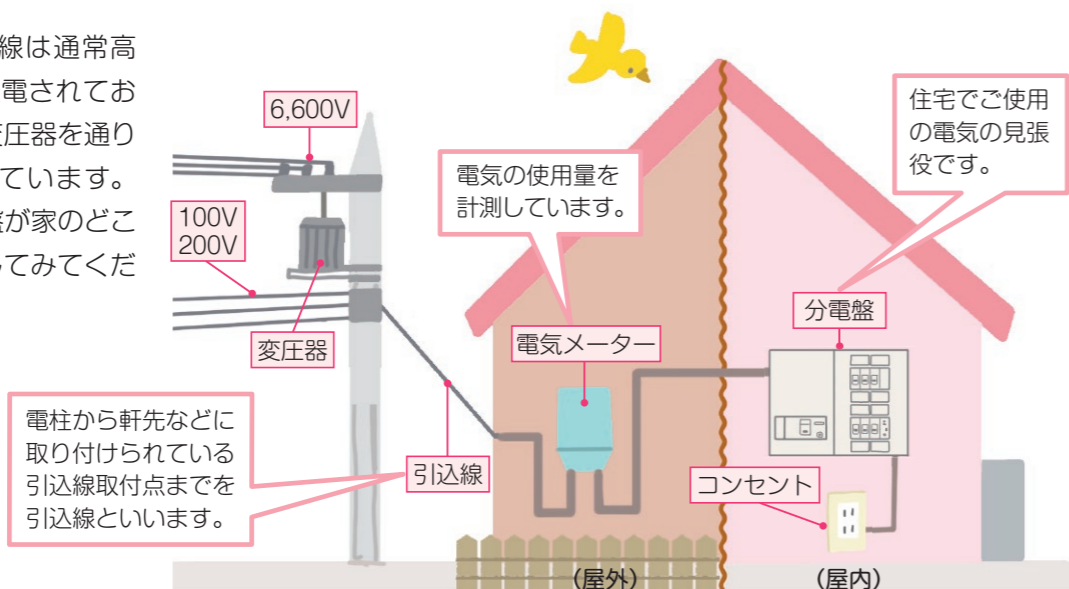 線は通常高
電されてお
変圧器を通り
ています。
盤が家のどこ
してみてくだ
6,600V
100V
200V
変圧器
電柱から軒先などに
取り付けられている
引込線取付点までを
引込線といいます。
引込線
電気の使用量を
計測しています。
電気メーター
住宅でご使用
の電気の見張
役です。
分電盤
コンセント
(屋外)
(屋内)